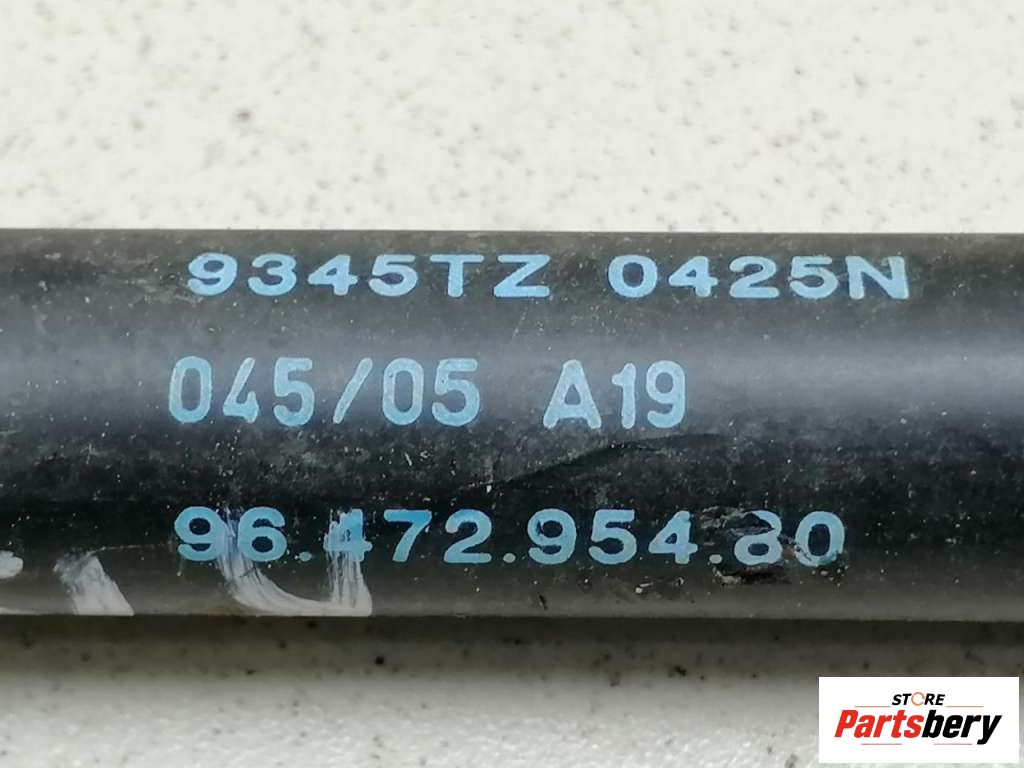 9345TZ 0425N
045/05 A19
96.472.954.80
STORE
Partsbery